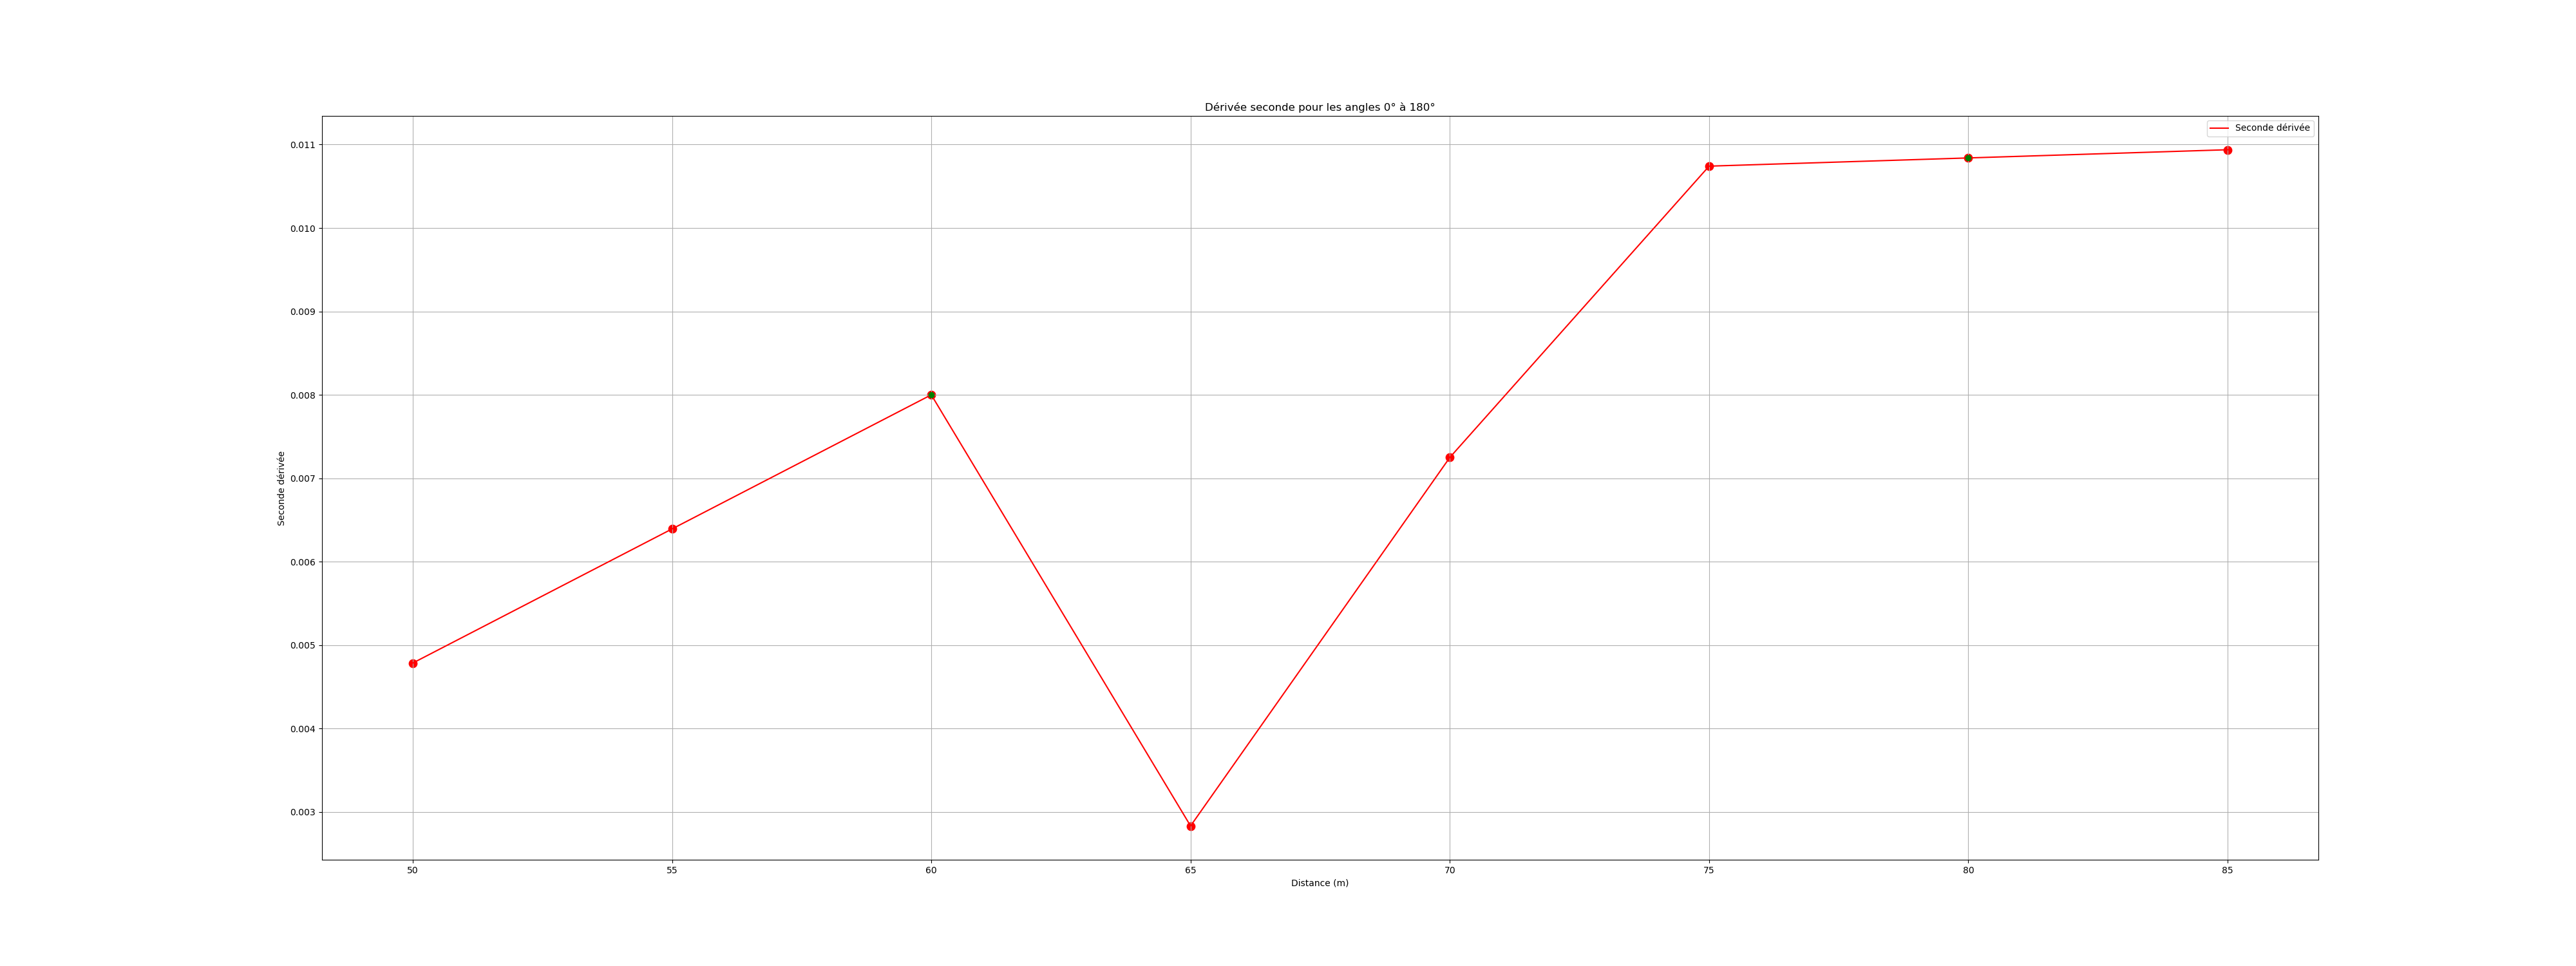 Dérivée seconde pour les angles 0° à 180°
Seconde dérivée
0.011
0.010
0.009
0.008
0.007
0.006
0.005
0.004
0.003
Seconde dérivée
50 55 60 65 70 75 80 85
Distance (m)